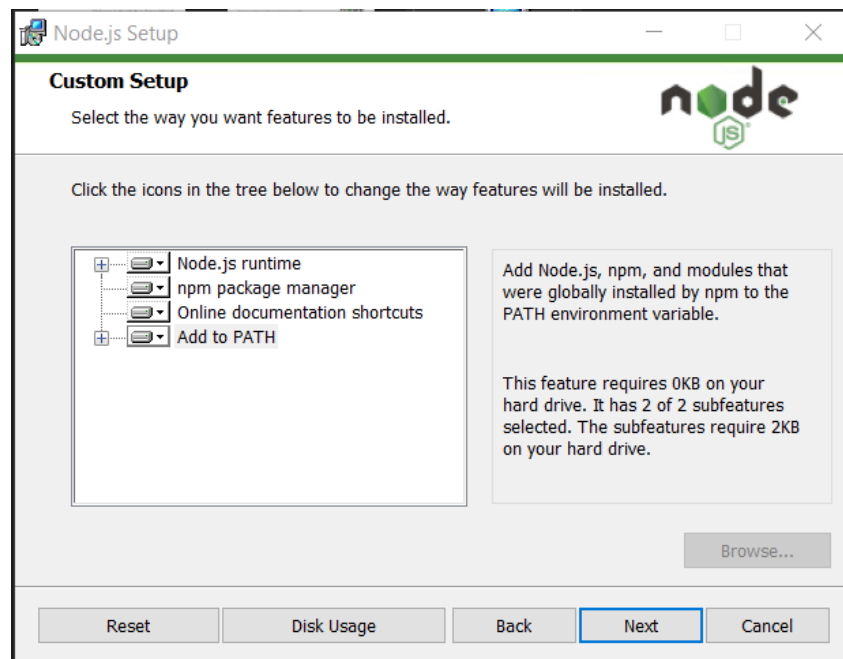 Node.js Setup
Custom Setup
Select the way you want features to be installed.
node
JS
Click the icons in the tree below to change the way features will be installed.
Node.js runtime
npm package manager
Online documentation shortcuts
Add to PATH
Add Node.js, npm, and modules that
were globally installed by npm to the
PATH environment variable.
This feature requires 0KB on your
hard drive. It has 2 of 2 subfeatures
selected. The subfeatures require 2KB
on your hard drive.
Browse...
Reset
Disk Usage
Back
Next
Cancel